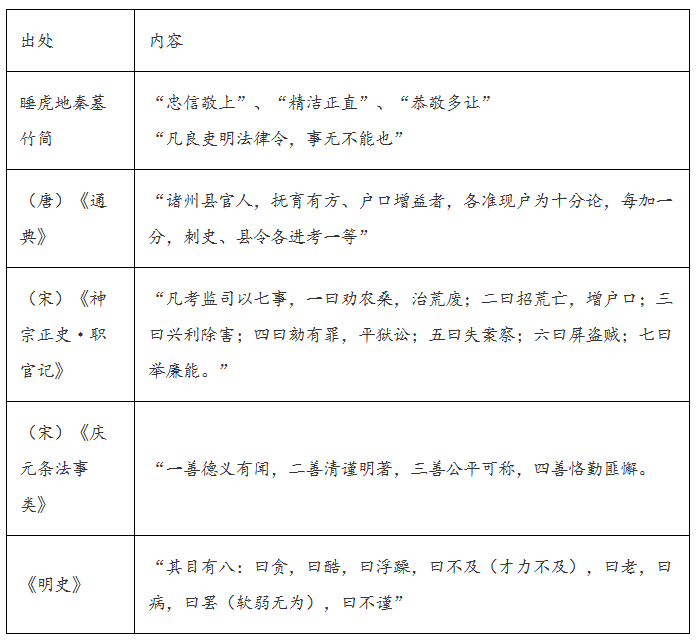 出处
内容
睡虎地秦墓
竹简
“忠信敬上”、“精洁正直”、“恭敬多让”
“凡良吏明法律令，事无不能也”
（唐）《通
典》
“诸州县官人，抚育有方、户口增益者，各准现户为十分论，每加一
分，刺史、县令各进考一等”
（宋）《神
宗正史·职
官记》
“凡考监司以七事，一曰劝农桑，治荒废；二曰招荒亡，增户口；三
曰兴利除害；四曰劾有罪，平狱讼；五曰失案察；六曰屏盗贼；七曰
举廉能。”
（宋）《庆
元条法事
类》
“一善德义有闻，二善清谨明著，三善公平可称，四善恪勤匪懈。
《明史》
“其目有八：曰贪，曰酷，曰浮躁，曰不及（才力不及），曰老，曰
病，曰罢（软弱无为），曰不谨”